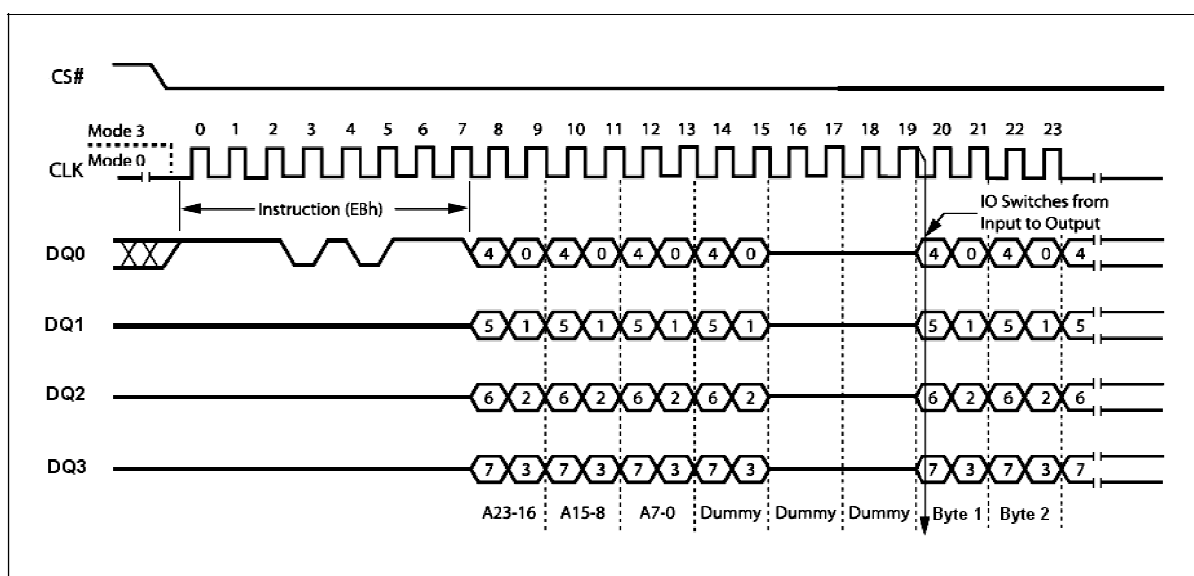 CS#
Mode 3
0 1 2 3 4 5 6 7 8 9 10 11 12 13 14 15 16 17 18 19 20 21 22 23
CLK
Mode 0
Instruction (EBh)
IO Switches from
Input to Output
DQ0
4 0 4 0 4 0 4 0 4 0 4 0 4
DQ1
5 1 5 1 5 1 5 1 5 1 5 1 5
DQ2
6 2 6 2 6 2 6 2 6 2 6 2 6
DQ3
7 3 7 3 7 3 7 3 7 3 7 3 7
A23-16 A15-8 A7-0 Dummy Dummy Dummy Byte 1 Byte 2